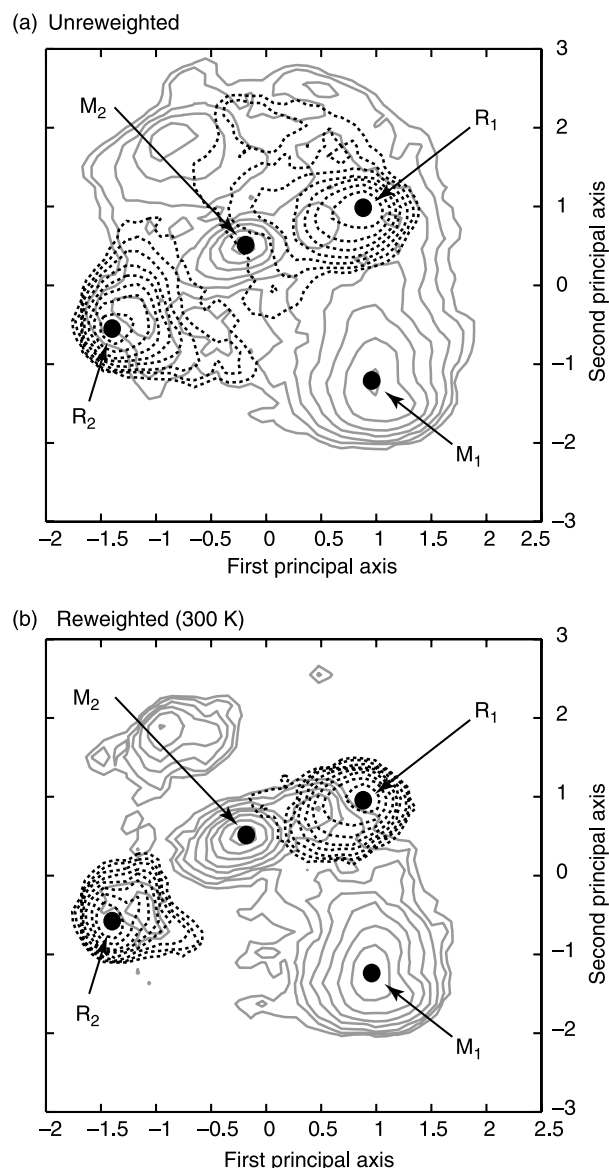 (a) Unreweighted
M₂
R₁
R₂
M₁
3
2
1
0
−1
−2
−3
Second principal axis
−2 −1.5 −1 −0.5 0 0.5 1 1.5 2 2.5
First principal axis
(b) Reweighted (300 K)
M₂
R₁
R₂
M₁
3
2
1
0
−1
−2
−3
Second principal axis
−2 −1.5 −1 −0.5 0 0.5 1 1.5 2 2.5
First principal axis